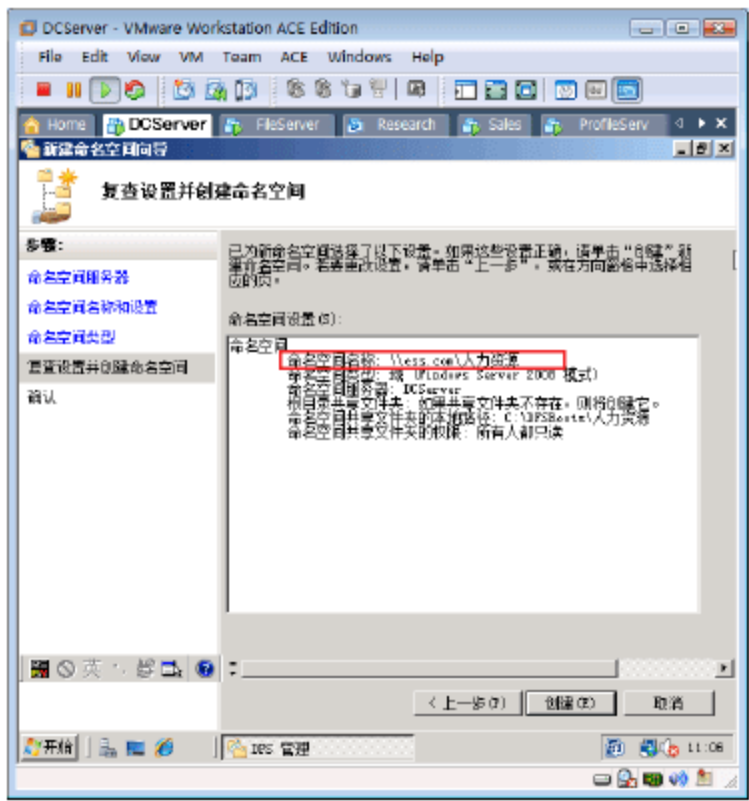 DCServer - VMware Workstation ACE Edition
File Edit View VM Team ACE Windows Help
Home DCServer FileServer Research Sales ProfileServ
新建命名空间向导
复查设置并创建命名空间
步骤:
命名空间服务器
命名空间名称和设置
命名空间类型
复查设置并创建命名空间
确认
已为新命名空间选择了以下设置。如果这些设置正确，请单击“创建”新
建命名空间。若要更改设置，请单击“上一步”，或在方向窗格中选择相
应的页。
命名空间设置(S):
命名空间
命名空间名称: \\ess.com\人力资源
命名空间类型: 域 (Windows Server 2008 模式)
命名空间服务器: DCServer
根目录共享文件夹: 如果共享文件夹不存在，则将创建它。
命名空间共享文件夹的本地路径: C:\DFSRoots\人力资源
命名空间共享文件夹的权限: 所有人都只读
英
< 上一步(P) 创建(E) 取消
开始 DFS 管理 11:06